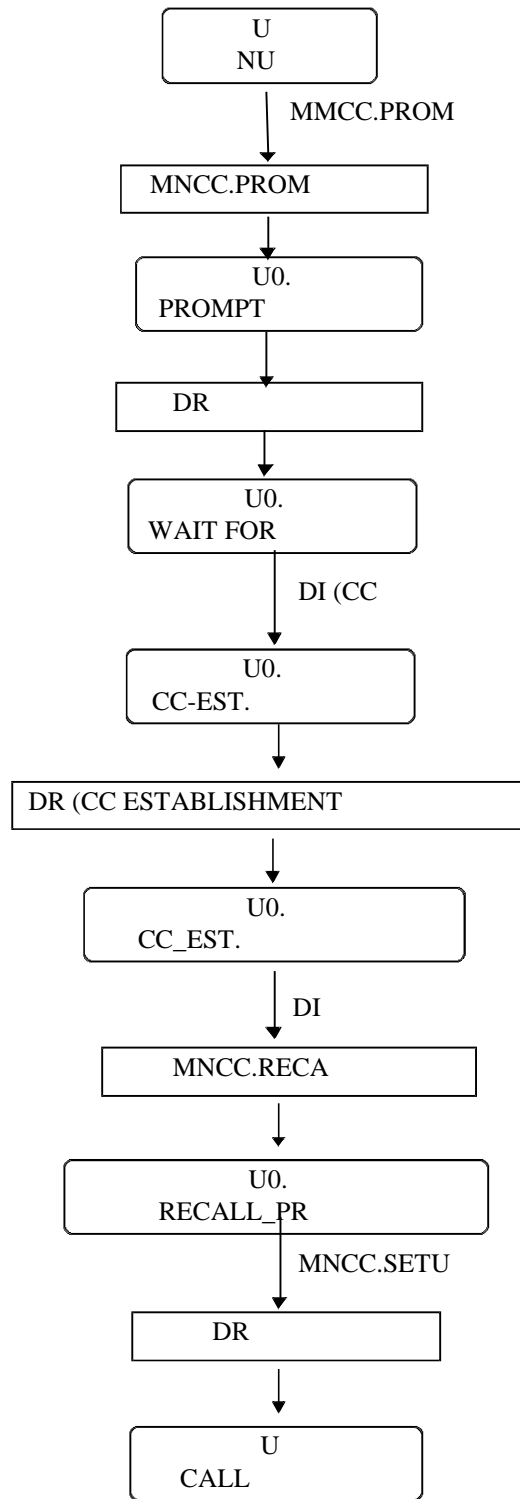 U
NU
MMCC.PROM
MNCC.PROM
U0.
PROMPT
DR
U0.
WAIT FOR
DI (CC
U0.
CC-EST.
DR (CC ESTABLISHMENT
U0.
CC_EST.
DI
MNCC.RECA
U0.
RECALL_PR
MNCC.SETU
DR
U
CALL